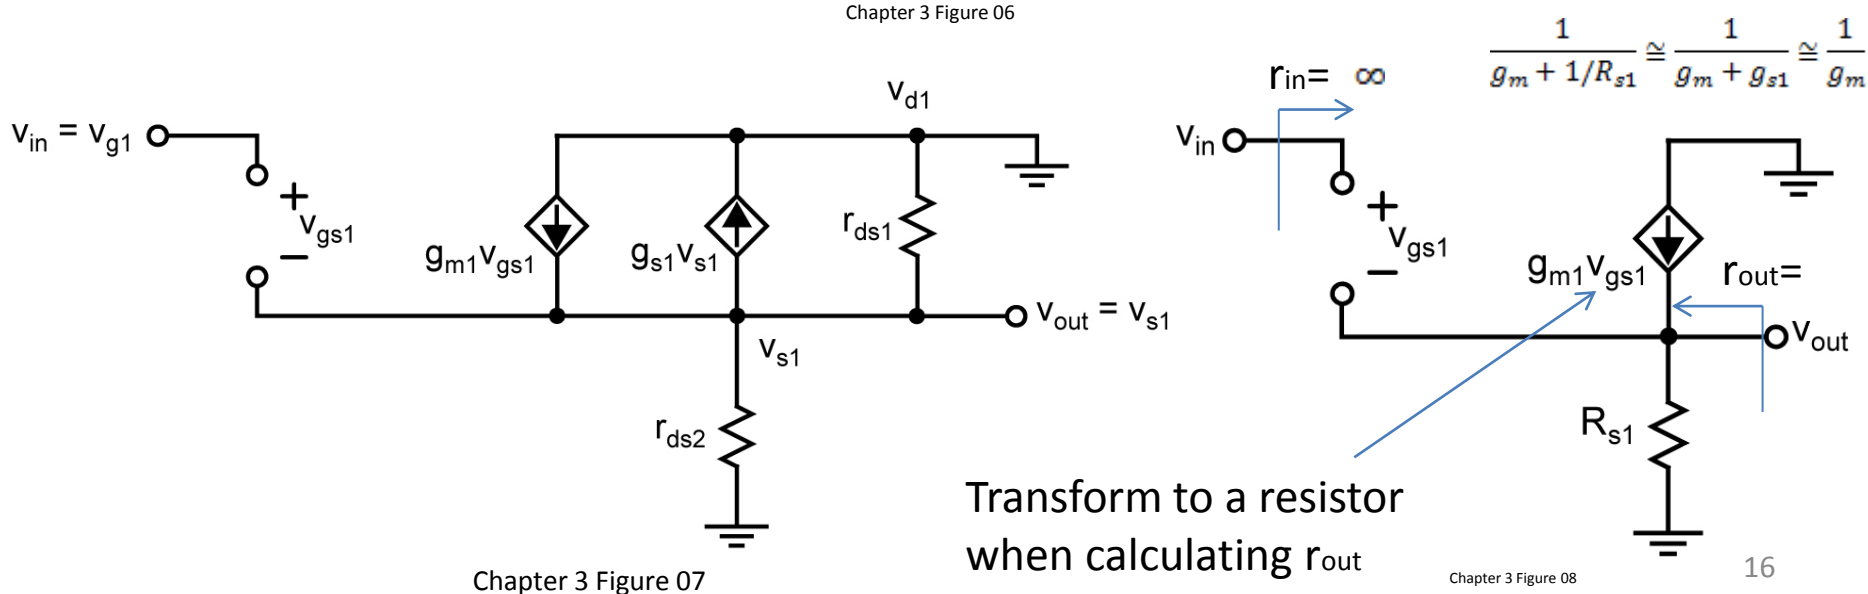 Chapter 3 Figure 06
1 / (g_m + 1/R_s1) ≅ 1 / (g_m + g_s1) ≅ 1 / g_m
r_in= ∞
v_d1
v_in = v_g1
v_in
+
v_gs1
−
g_m1v_gs1
g_s1v_s1
r_ds1
v_out = v_s1
v_s1
r_ds2
+
v_gs1
−
g_m1v_gs1
r_out=
v_out
R_s1
Transform to a resistor
when calculating r_out
Chapter 3 Figure 07
Chapter 3 Figure 08
16